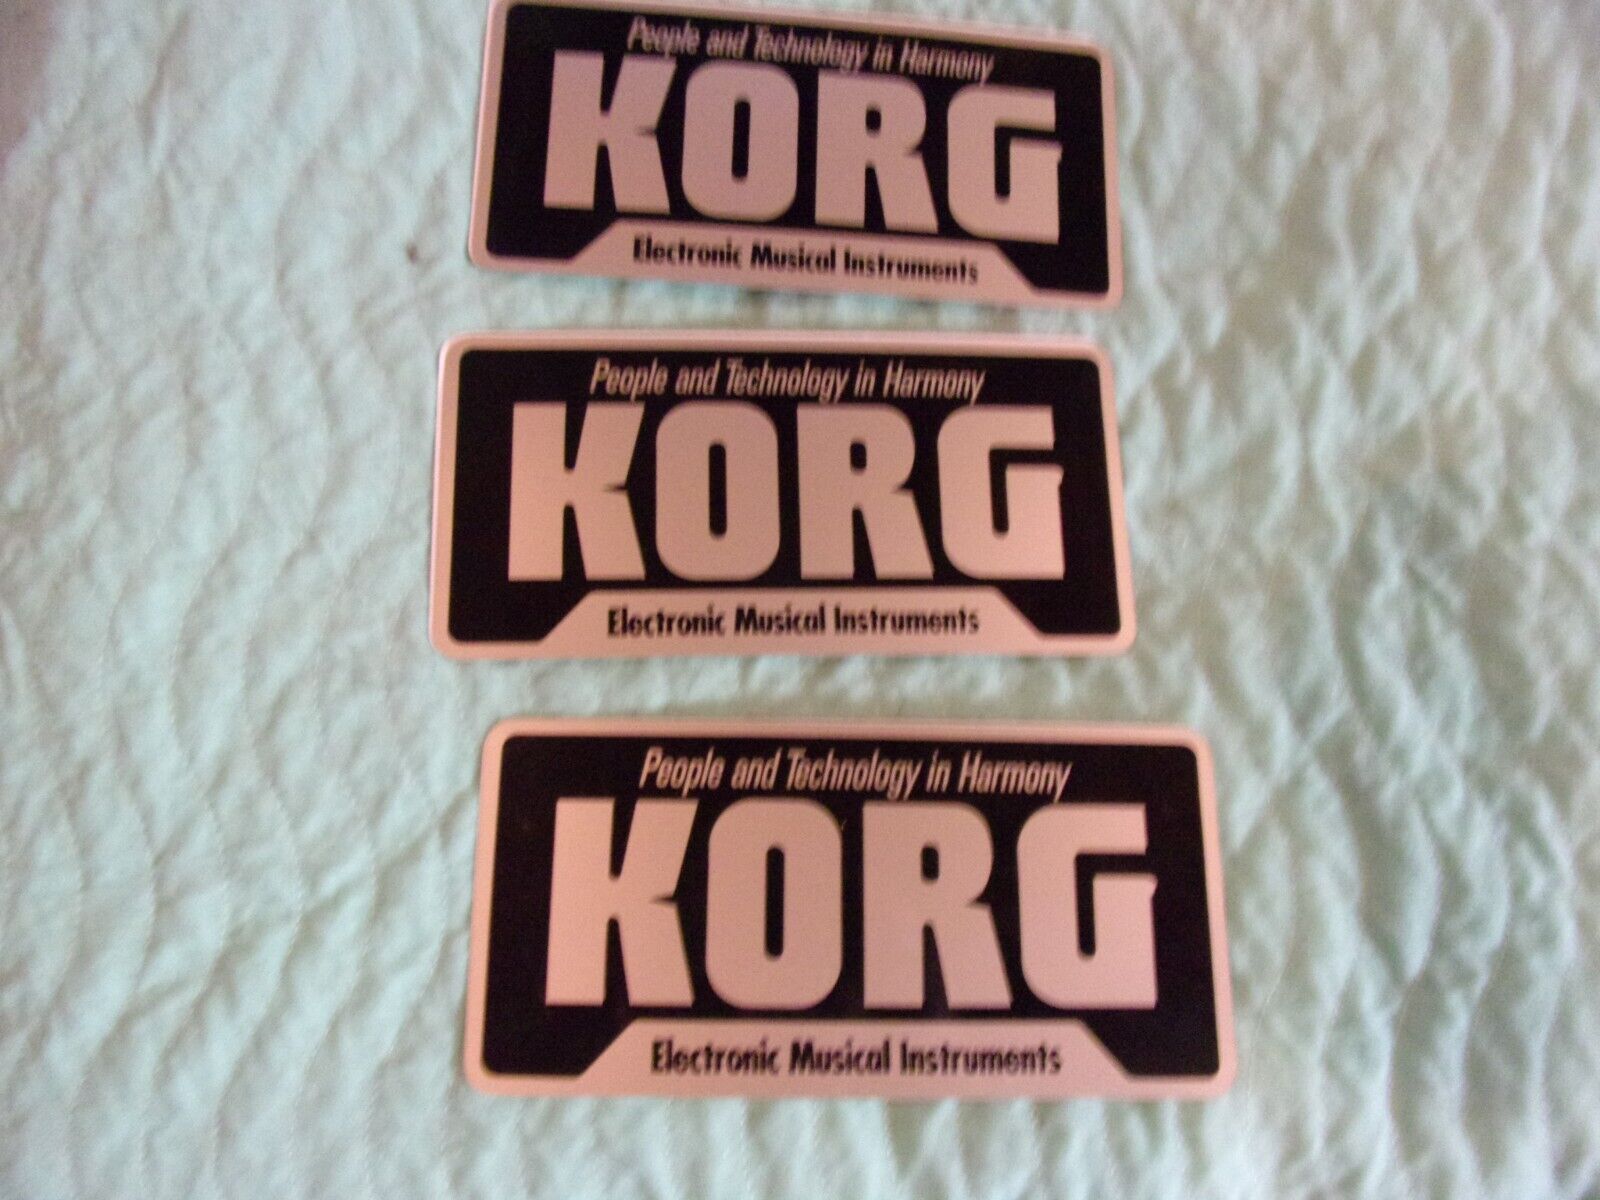 People and Technology in Harmony
KORG
Electronic Musical Instruments
People and Technology in Harmony
KORG
Electronic Musical Instruments
People and Technology in Harmony
KORG
Electronic Musical Instruments